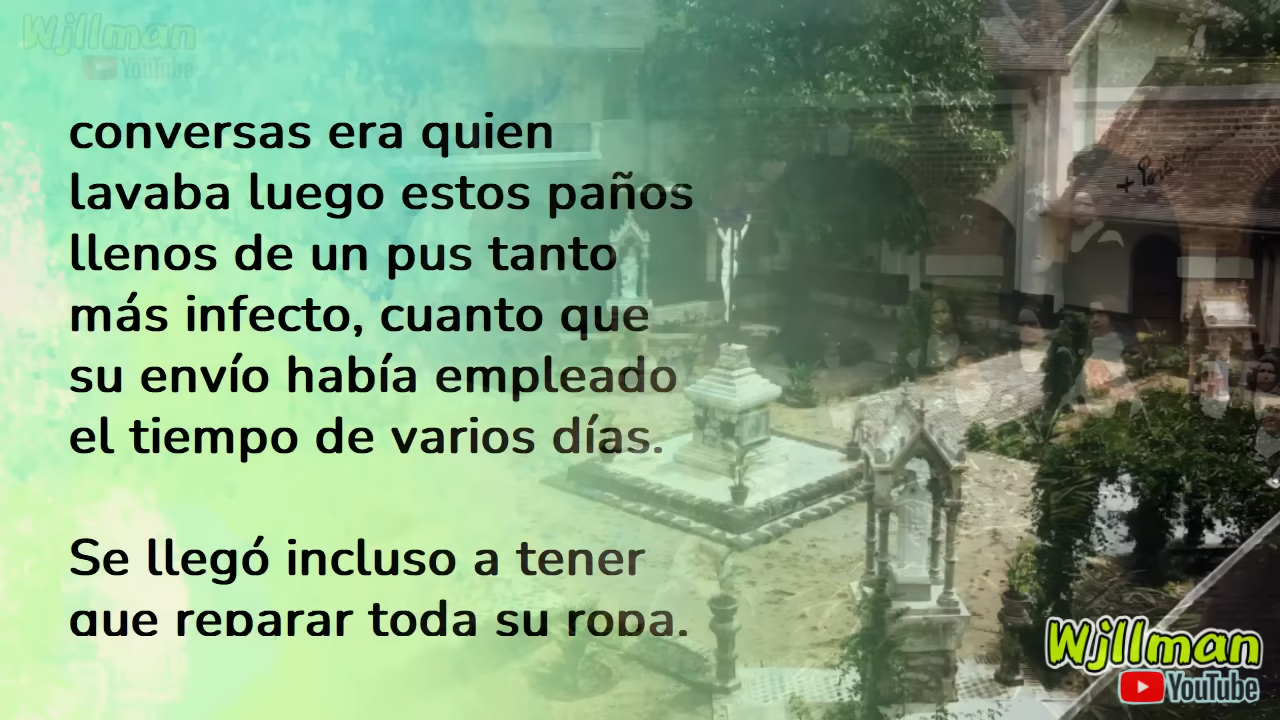 Wjllman
YouTube
conversas era quien
lavaba luego estos paños
llenos de un pus tanto
más infecto, cuanto que
su envío había empleado
el tiempo de varios días.
Se llegó incluso a tener
que reparar toda su ropa.
Wjllman
YouTube